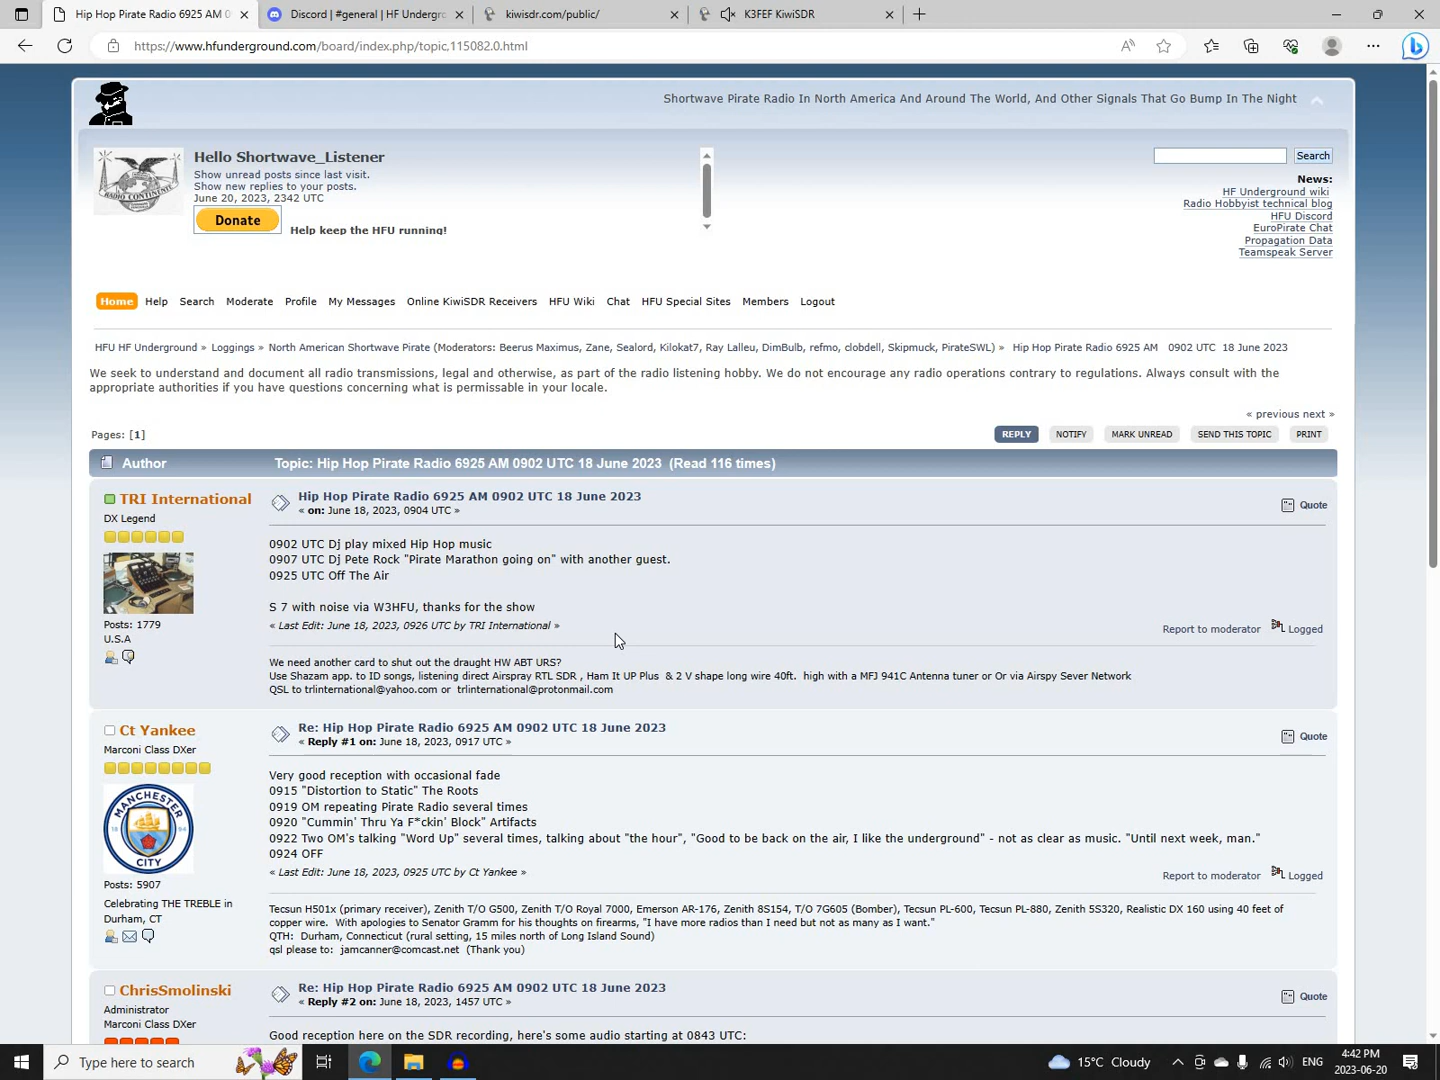 Hip Hop Pirate Radio 6925 AM 0
Discord | #general | HF Undergr
kiwisdr.com/public/
K3FEF KiwiSDR
https://www.hfunderground.com/board/index.php/topic,115082.0.html
Shortwave Pirate Radio In North America And Around The World, And Other Signals That Go Bump In The Night
RADIO CONTINENTE
Hello Shortwave_Listener
Show unread posts since last visit.
Show new replies to your posts.
June 20, 2023, 2342 UTC
Donate
Help keep the HFU running!
Search
News:
HF Underground wiki
Radio Hobbyist technical blog
HFU Discord
EuroPirate Chat
Propagation Data
Teamspeak Server
Home Help Search Moderate Profile My Messages Online KiwiSDR Receivers HFU Wiki Chat HFU Special Sites Members Logout
HFU HF Underground » Loggings » North American Shortwave Pirate (Moderators: Beerus Maximus, Zane, Sealord, Kilokat7, Ray Lalleu, DimBulb, refmo, clobdell, Skipmuck, PirateSWL) » Hip Hop Pirate Radio 6925 AM 0902 UTC 18 June 2023
We seek to understand and document all radio transmissions, legal and otherwise, as part of the radio listening hobby. We do not encourage any radio operations contrary to regulations. Always consult with the
appropriate authorities if you have questions concerning what is permissable in your locale.
« previous next »
Pages: [1]
REPLY NOTIFY MARK UNREAD SEND THIS TOPIC PRINT
Author Topic: Hip Hop Pirate Radio 6925 AM 0902 UTC 18 June 2023 (Read 116 times)
TRI International
DX Legend
Posts: 1779
U.S.A
Hip Hop Pirate Radio 6925 AM 0902 UTC 18 June 2023
« on: June 18, 2023, 0904 UTC »
Quote
0902 UTC Dj play mixed Hip Hop music
0907 UTC Dj Pete Rock "Pirate Marathon going on" with another guest.
0925 UTC Off The Air
S 7 with noise via W3HFU, thanks for the show
« Last Edit: June 18, 2023, 0926 UTC by TRI International »
Report to moderator Logged
We need another card to shut out the draught HW ABT URS?
Use Shazam app. to ID songs, listening direct Airspray RTL SDR , Ham It UP Plus & 2 V shape long wire 40ft. high with a MFJ 941C Antenna tuner or Or via Airspy Sever Network
QSL to trlinternational@yahoo.com or trlinternational@protonmail.com
Ct Yankee
Marconi Class DXer
MANCHESTER
18 94
CITY
Posts: 5907
Celebrating THE TREBLE in
Durham, CT
Re: Hip Hop Pirate Radio 6925 AM 0902 UTC 18 June 2023
« Reply #1 on: June 18, 2023, 0917 UTC »
Quote
Very good reception with occasional fade
0915 "Distortion to Static" The Roots
0919 OM repeating Pirate Radio several times
0920 "Cummin' Thru Ya F*ckin' Block" Artifacts
0922 Two OM's talking "Word Up" several times, talking about "the hour", "Good to be back on the air, I like the underground" - not as clear as music. "Until next week, man."
0924 OFF
« Last Edit: June 18, 2023, 0925 UTC by Ct Yankee »
Report to moderator Logged
Tecsun H501x (primary receiver), Zenith T/O G500, Zenith T/O Royal 7000, Emerson AR-176, Zenith 8S154, T/O 7G605 (Bomber), Tecsun PL-600, Tecsun PL-880, Zenith 5S320, Realistic DX 160 using 40 feet of
copper wire. With apologies to Senator Gramm for his thoughts on firearms, "I have more radios than I need but not as many as I want."
QTH: Durham, Connecticut (rural setting, 15 miles north of Long Island Sound)
qsl please to: jamcanner@comcast.net (Thank you)
ChrisSmolinski
Administrator
Marconi Class DXer
Re: Hip Hop Pirate Radio 6925 AM 0902 UTC 18 June 2023
« Reply #2 on: June 18, 2023, 1457 UTC »
Quote
Good reception here on the SDR recording, here's some audio starting at 0843 UTC:
Type here to search
15°C Cloudy
ENG
4:42 PM
2023-06-20